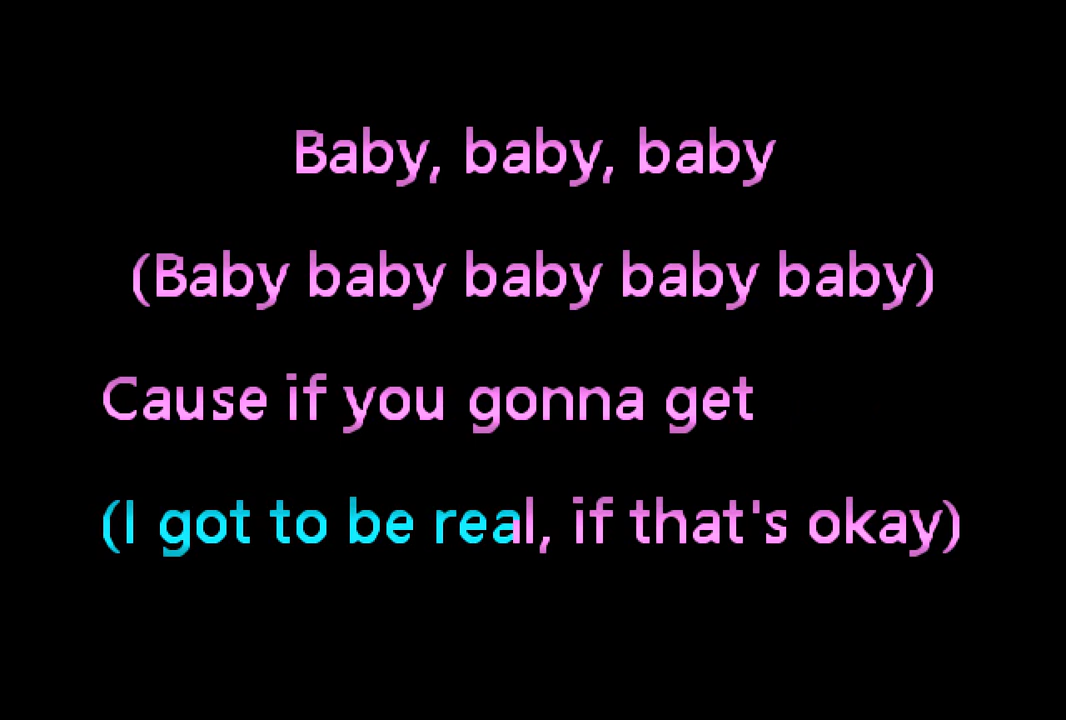 Baby, baby, baby
(Baby baby baby baby baby)
Cause if you gonna get
(I got to be real, if that's okay)